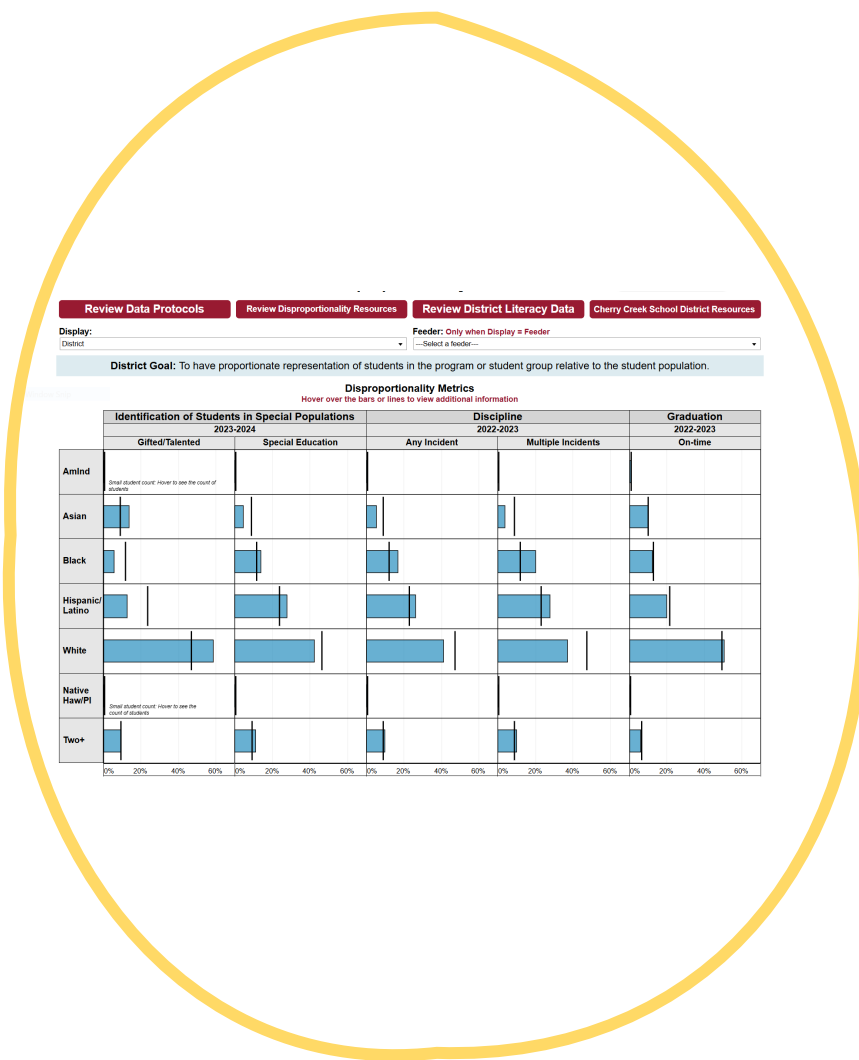 Review Data Protocols
Review Disproportionality Resources
Review District Literacy Data
Cherry Creek School District Resources
Display:
Feeder: Only when Display = Feeder
District
---Select a feeder---
District Goal: To have proportionate representation of students in the program or student group relative to the student population.
Disproportionality Metrics
Hover over the bars or lines to view additional information
Identification of Students in Special Populations
Discipline
Graduation
2023-2024
2022-2023
2022-2023
Gifted/Talented
Special Education
Any Incident
Multiple Incidents
On-time
AmInd
Small student count: Hover to see the count of
students
Asian
Black
Hispanic/
Latino
White
Native
Haw/PI
Small student count: Hover to see the
count of students
Two+
0% 20% 40% 60% 0% 20% 40% 60% 0% 20% 40% 60% 0% 20% 40% 60% 0% 20% 40% 60%